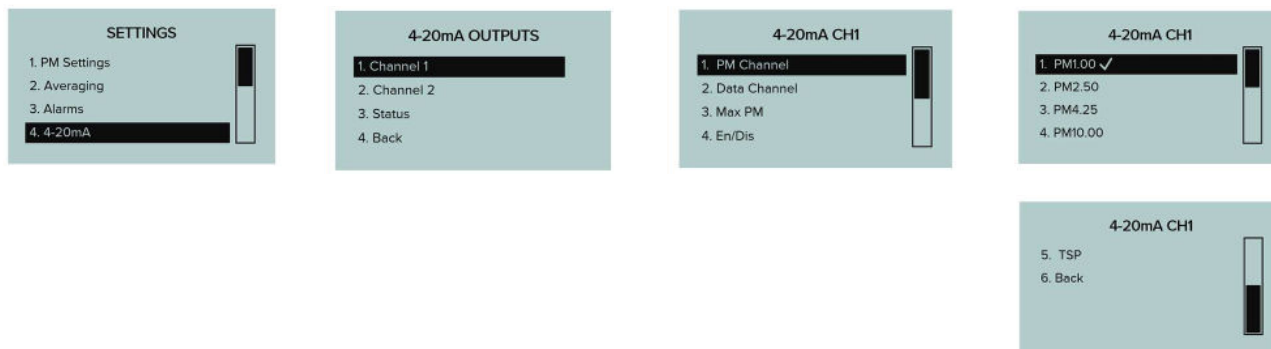 SETTINGS
1. PM Settings
2. Averaging
3. Alarms
4. 4-20mA
4-20mA OUTPUTS
1. Channel 1
2. Channel 2
3. Status
4. Back
4-20mA CH1
1. PM Channel
2. Data Channel
3. Max PM
4. En/Dis
4-20mA CH1
1. PM1.00 ✓
2. PM2.50
3. PM4.25
4. PM10.00
4-20mA CH1
5. TSP
6. Back